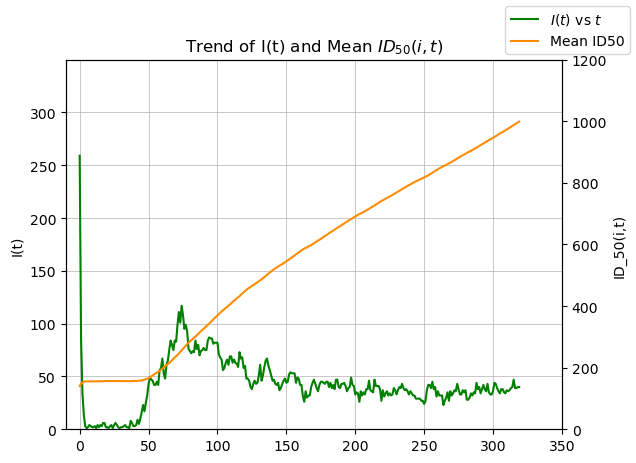 I(t) vs t
Mean ID50
Trend of I(t) and Mean ID₅₀(i, t)
I(t)
300
250
200
150
100
50
0
0 50 100 150 200 250 300 350
1200
1000
800
600
400
200
0
ID_50(i,t)